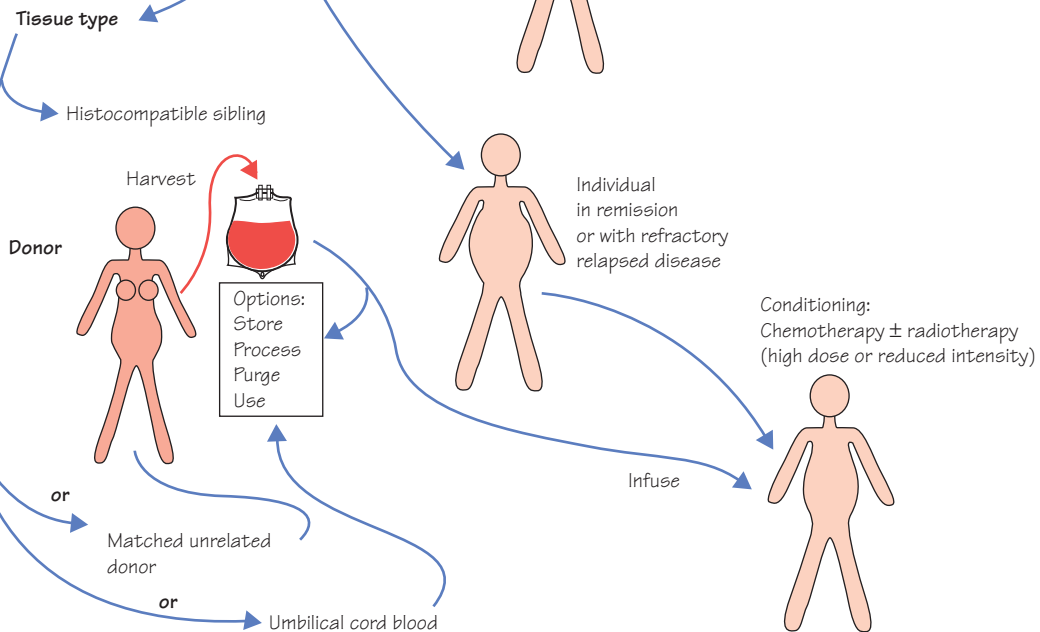 Tissue type
Histocompatible sibling
Harvest
Donor
Options:
Store
Process
Purge
Use
Individual
in remission
or with refractory
relapsed disease
Conditioning:
Chemotherapy ± radiotherapy
(high dose or reduced intensity)
Infuse
or
Matched unrelated
donor
or
Umbilical cord blood